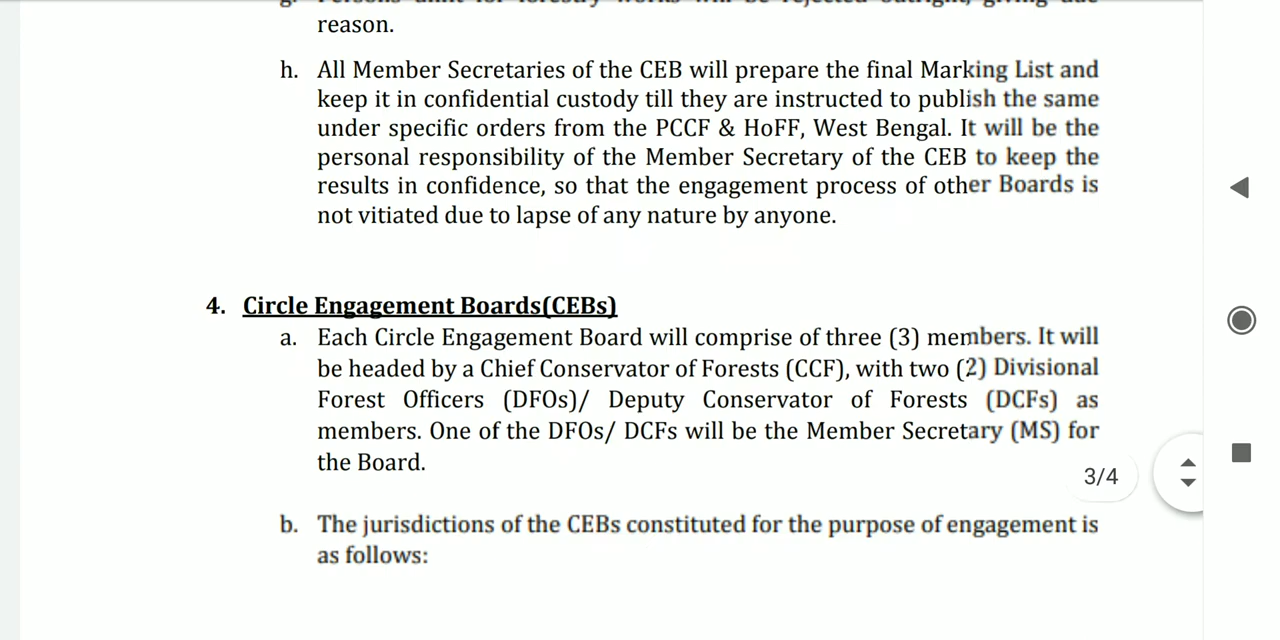 reason.
h. All Member Secretaries of the CEB will prepare the final Marking List and
keep it in confidential custody till they are instructed to publish the same
under specific orders from the PCCF & HoFF, West Bengal. It will be the
personal responsibility of the Member Secretary of the CEB to keep the
results in confidence, so that the engagement process of other Boards is
not vitiated due to lapse of any nature by anyone.
4. Circle Engagement Boards(CEBs)
a. Each Circle Engagement Board will comprise of three (3) members. It will
be headed by a Chief Conservator of Forests (CCF), with two (2) Divisional
Forest Officers (DFOs)/ Deputy Conservator of Forests (DCFs) as
members. One of the DFOs/ DCFs will be the Member Secretary (MS) for
the Board.
3/4
b. The jurisdictions of the CEBs constituted for the purpose of engagement is
as follows: